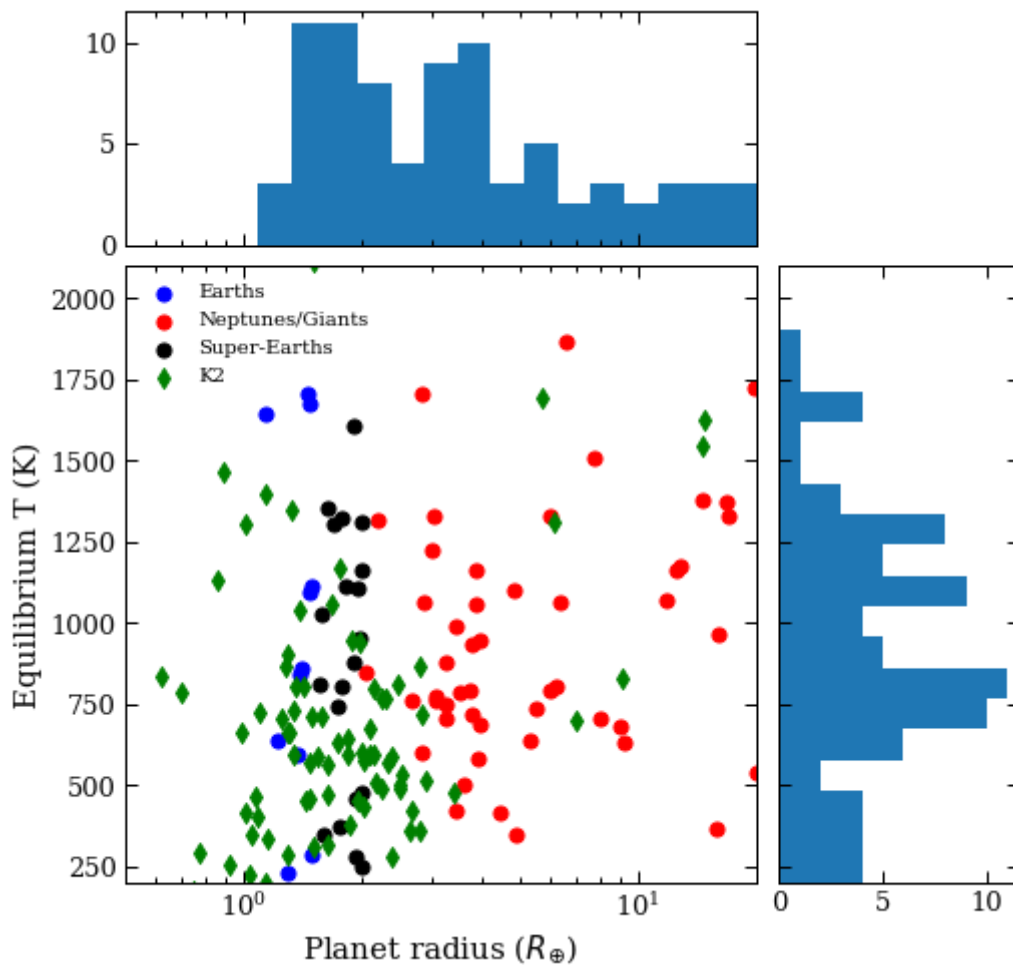 10
5
0
2000
1750
1500
1250
1000
750
500
250
Equilibrium T (K)
Earths
Neptunes/Giants
Super-Earths
K2
10⁰
10¹
Planet radius (R⊕)
0
5
10